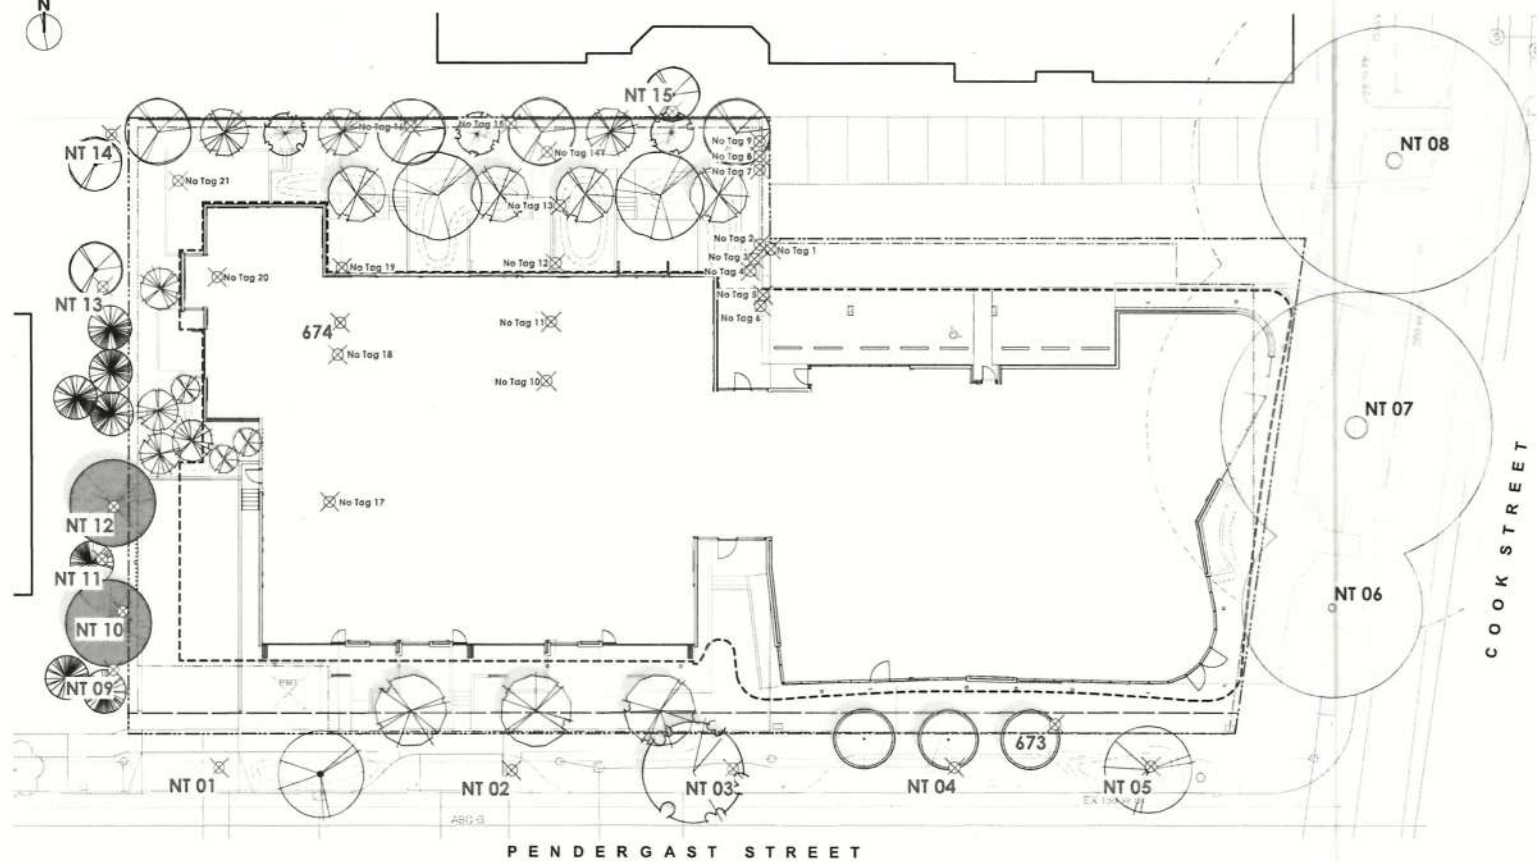 N
NT 15
NT 08
NT 14
No Tag 16
3
No Tag 15
No Tag 14
No Tag 9
No Tag 8
No Tag 7
No Tag 21
No Tag 13
No Tag 2
No Tag 1
No Tag 3
No Tag 4
No Tag 12
No Tag 19
No Tag 20
No Tag 5
No Tag 6
NT 13
674
No Tag 11
No Tag 18
No Tag 10
NT 07
No Tag 17
NT 12
NT 11
NT 10
NT 06
COOK STREET
NT 09
PMT
673
NT 01
NT 02
NT 03
NT 04
NT 05
PENDERGAST STREET